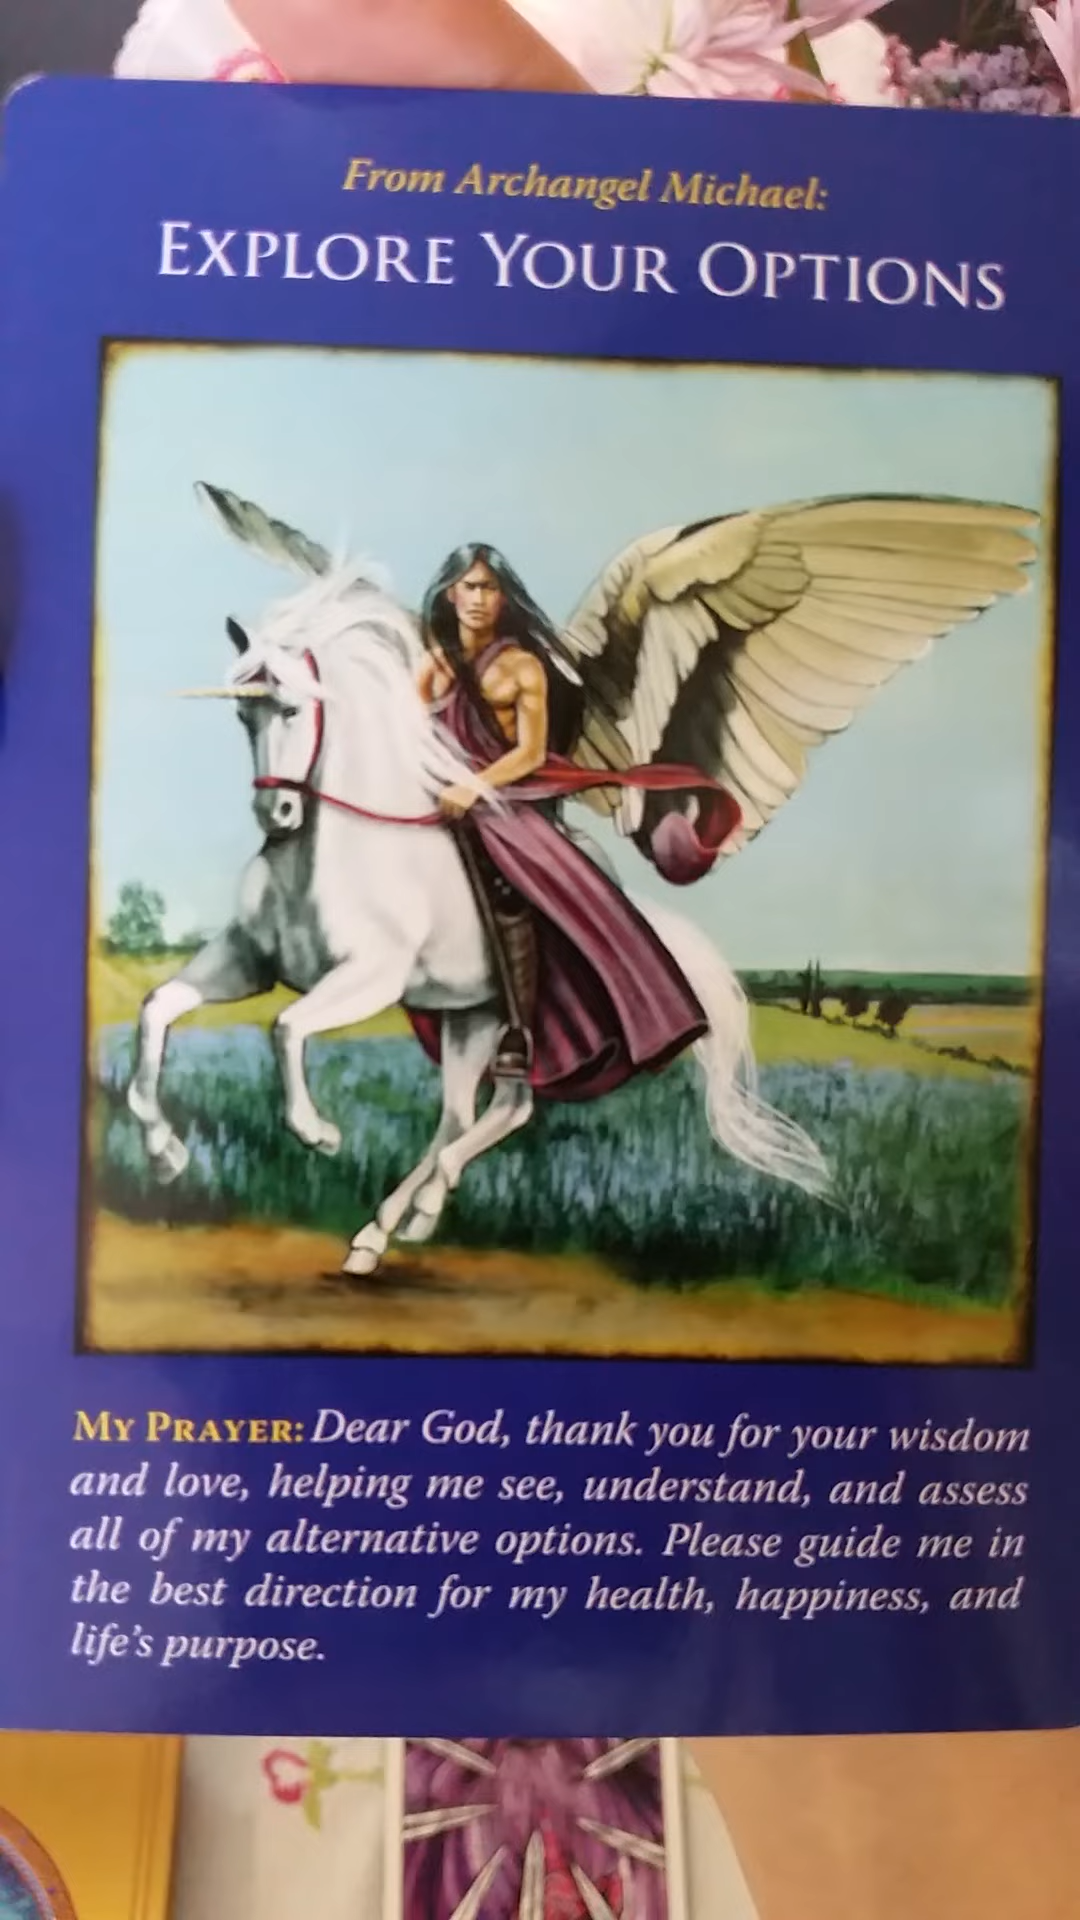 From Archangel Michael:
EXPLORE YOUR OPTIONS
MY PRAYER: Dear God, thank you for your wisdom
and love, helping me see, understand, and assess
all of my alternative options. Please guide me in
the best direction for my health, happiness, and
life's purpose.